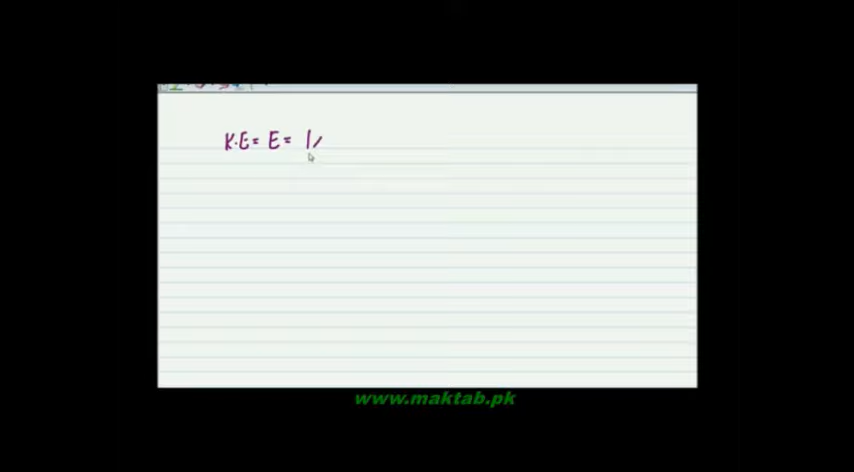 K.E = E = 1/
www.maktab.pk